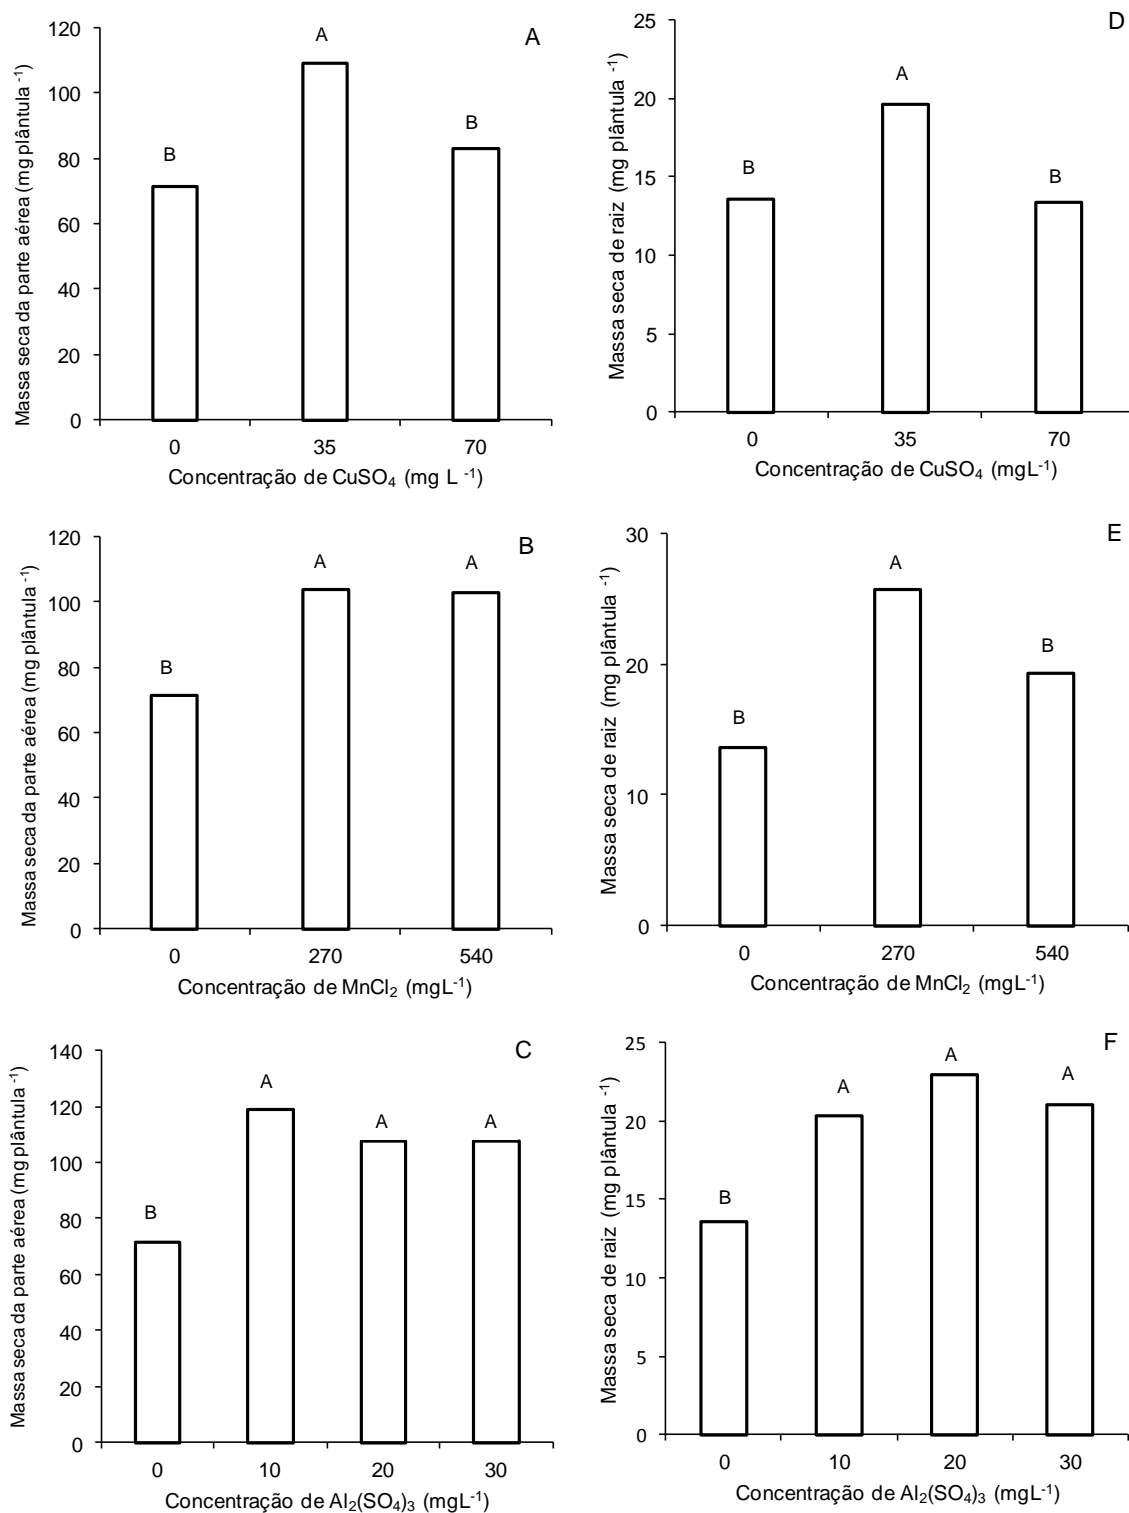 A
Massa seca da parte aérea (mg plântula -1)
120
100
80
60
40
20
0
B
A
B
0 35 70
Concentração de CuSO4 (mg L -1)
D
Massa seca de raiz (mg plântula -1)
25
20
15
10
5
0
B
A
B
0 35 70
Concentração de CuSO4 (mgL-1)
B
Massa seca da parte aérea (mg plântula -1)
120
100
80
60
40
20
0
B
A
A
0 270 540
Concentração de MnCl2 (mgL-1)
E
Massa seca de raiz (mg plântula -1)
30
20
10
0
B
A
B
0 270 540
Concentração de MnCl2 (mgL-1)
C
Massa seca da parte aérea (mg plântula -1)
140
120
100
80
60
40
20
0
B
A
A
A
0 10 20 30
Concentração de Al2(SO4)3 (mgL-1)
F
Massa seca de raiz (mg plântula -1)
25
20
15
10
5
0
B
A
A
A
0 10 20 30
Concentração de Al2(SO4)3 (mgL-1)